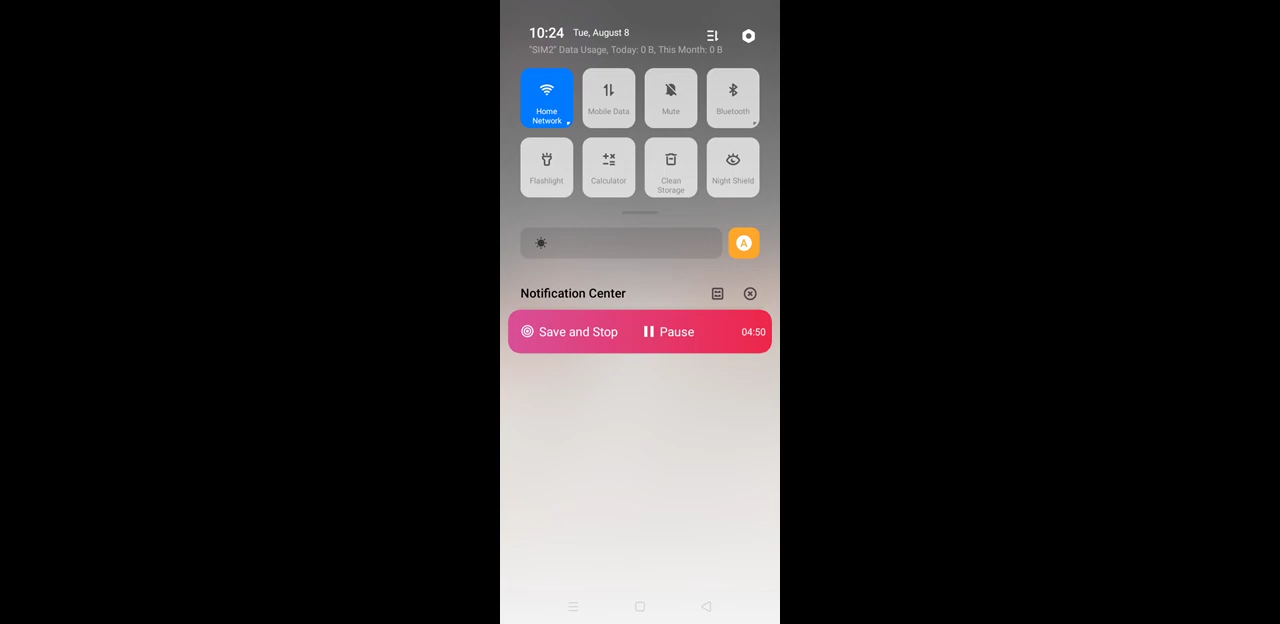 10:24 Tue, August 8
"SIM2" Data Usage, Today: 0 B, This Month: 0 B
Home Network
Mobile Data
Mute
Bluetooth
Flashlight
Calculator
Clean Storage
Night Shield
A
Notification Center
Save and Stop Pause 04:50